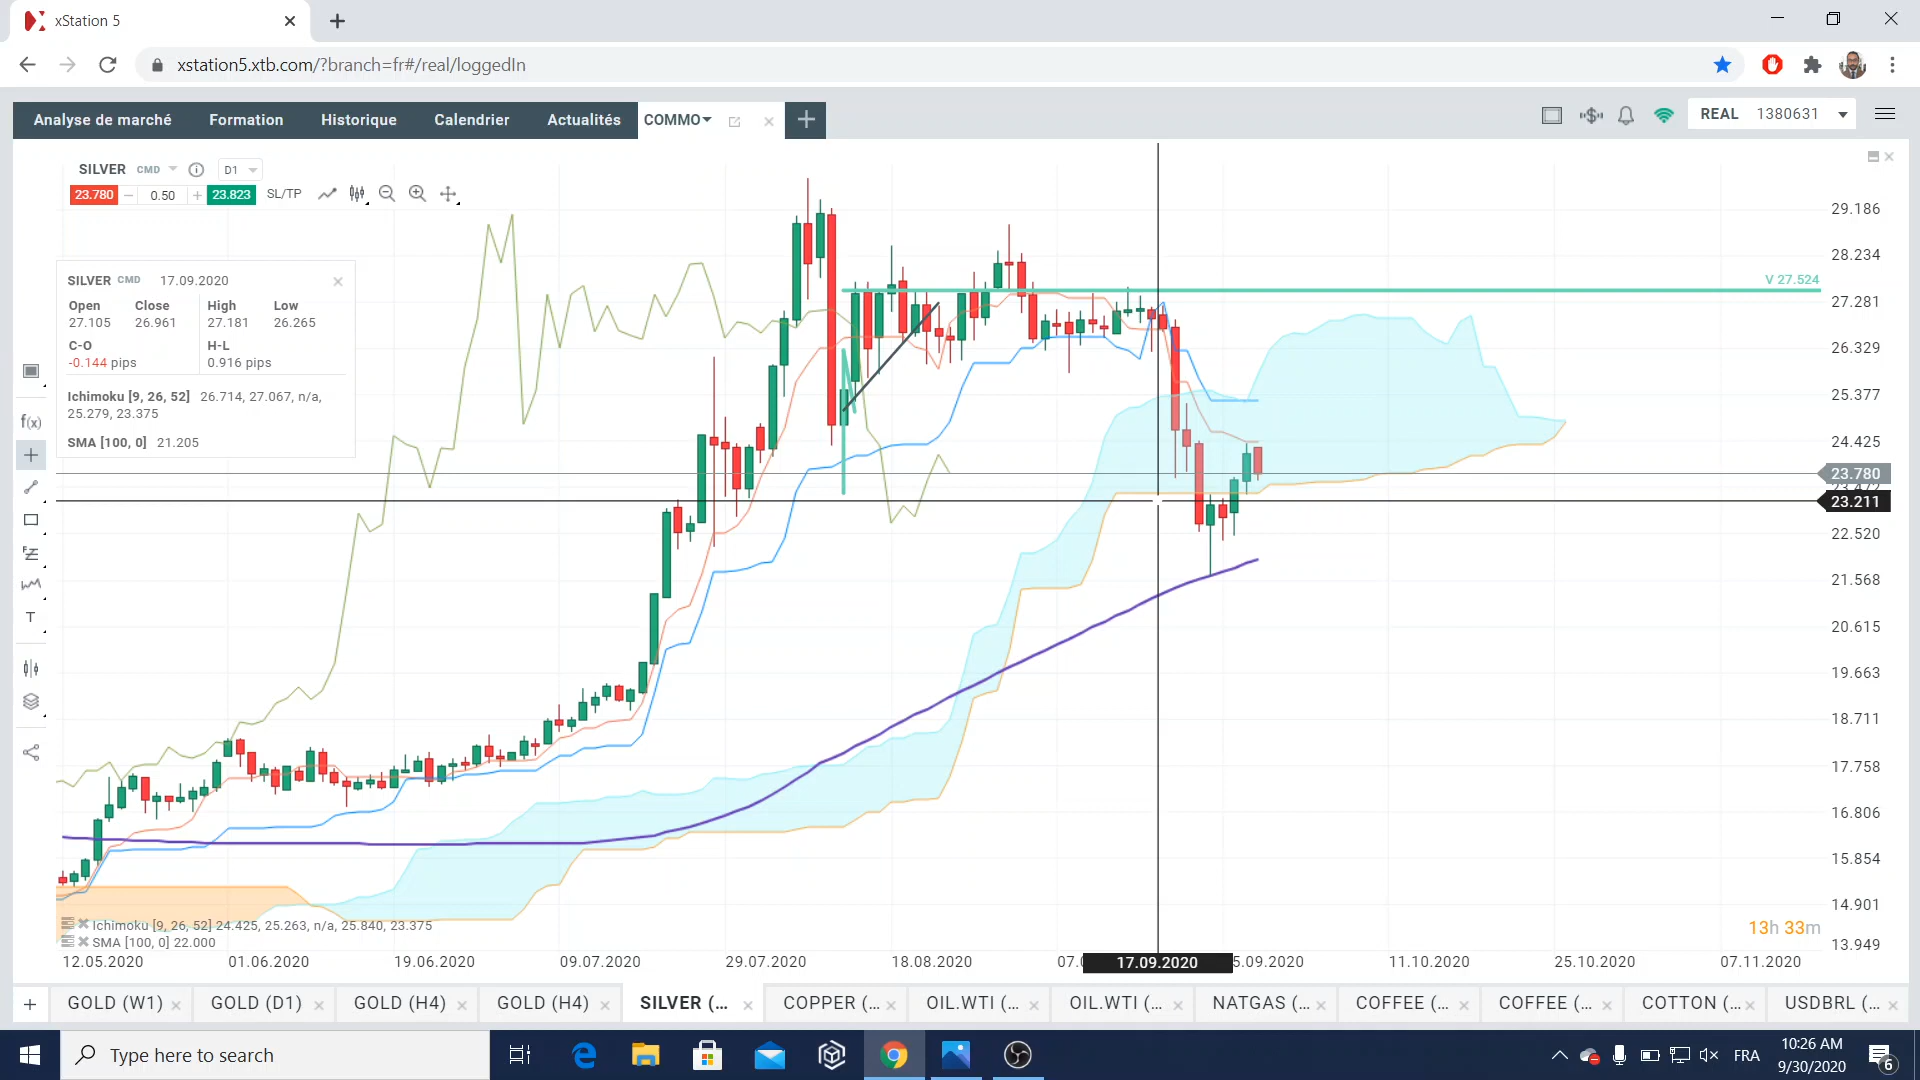 xStation 5
xstation5.xtb.com/?branch=fr#/real/loggedIn
Analyse de marché Formation Historique Calendrier Actualités COMMO REAL 1380631
SILVER CMD D1
23.780 0.50 23.823 SL/TP
SILVER CMD 17.09.2020
Open Close High Low
27.105 26.961 27.181 26.265
C-O H-L
-0.144 pips 0.916 pips
Ichimoku [9, 26, 52] 26.714, 27.067, n/a,
25.279, 23.375
SMA [100, 0] 21.205
f(x)
T
V 27.524
29.186
28.234
27.281
26.329
25.377
24.425
23.780
23.472
23.211
22.520
21.568
20.615
19.663
18.711
17.758
16.806
15.854
14.901
13.949
13h 33m
Ichimoku [9, 26, 52] 24.425, 25.263, n/a, 25.840, 23.375
SMA [100, 0] 22.000
12.05.2020 01.06.2020 19.06.2020 09.07.2020 29.07.2020 18.08.2020 07.0 17.09.2020 5.09.2020 11.10.2020 25.10.2020 07.11.2020
GOLD (W1) GOLD (D1) GOLD (H4) GOLD (H4) SILVER (... COPPER (... OIL.WTI (... OIL.WTI (... NATGAS (... COFFEE (... COFFEE (... COTTON (... USDBRL (...
Type here to search
FRA
10:26 AM
9/30/2020
6